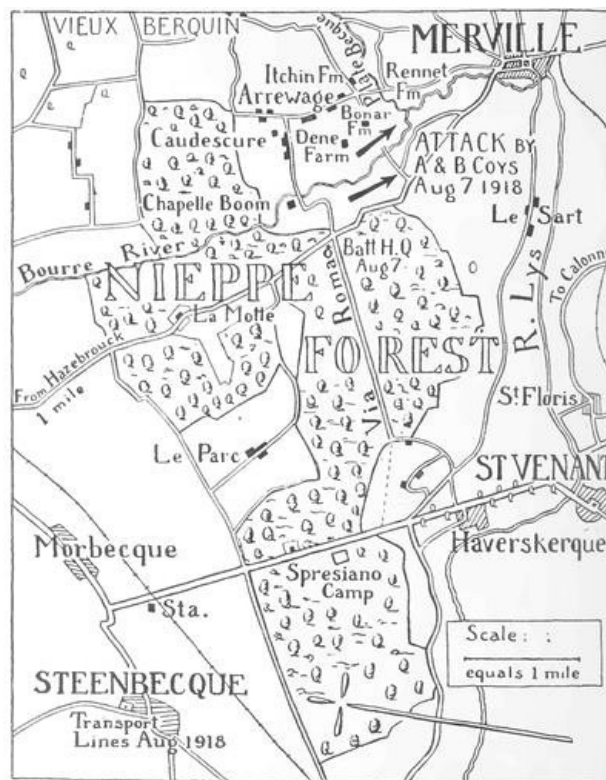 VIEUX BERQUIN
MERVILLE
Plate Becque
Itchin Fm
Rennet
Fm
Arrewage
Bonar
Fm
Caudescure
Dene
Farm
ATTACK BY
A & B COYS
Aug 7 1918
Chapelle Boom
Le Sart
Bourre River
Batt H.Q
Aug 7
To Calonne
NIEPPE
FOREST
Via Roma
R. Lys
La Motte
From Hazebrouck
1 mile
St Floris
Le Parc
ST VENANT
Morbecque
Haverskerque
Spresiano
Camp
Sta.
Scale:
equals 1 mile
STEENBECQUE
Transport
Lines Aug 1918